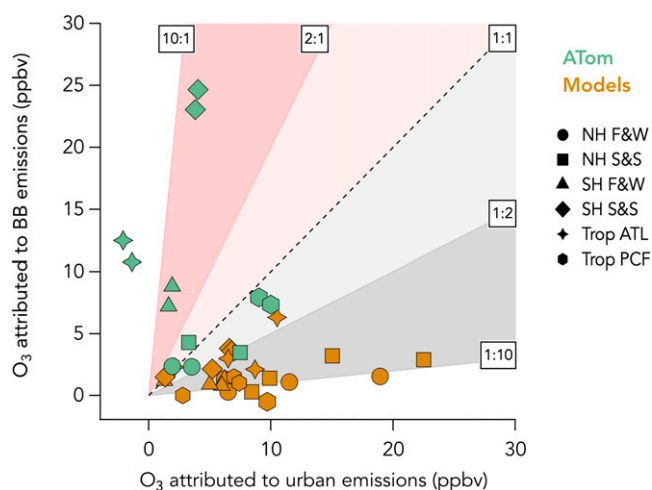 30
25
20
15
10
5
0
O3 attributed to BB emissions (ppbv)
10:1
2:1
1:1
1:2
1:10
0
10
20
30
O3 attributed to urban emissions (ppbv)
ATom
Models
NH F&W
NH S&S
SH F&W
SH S&S
Trop ATL
Trop PCF